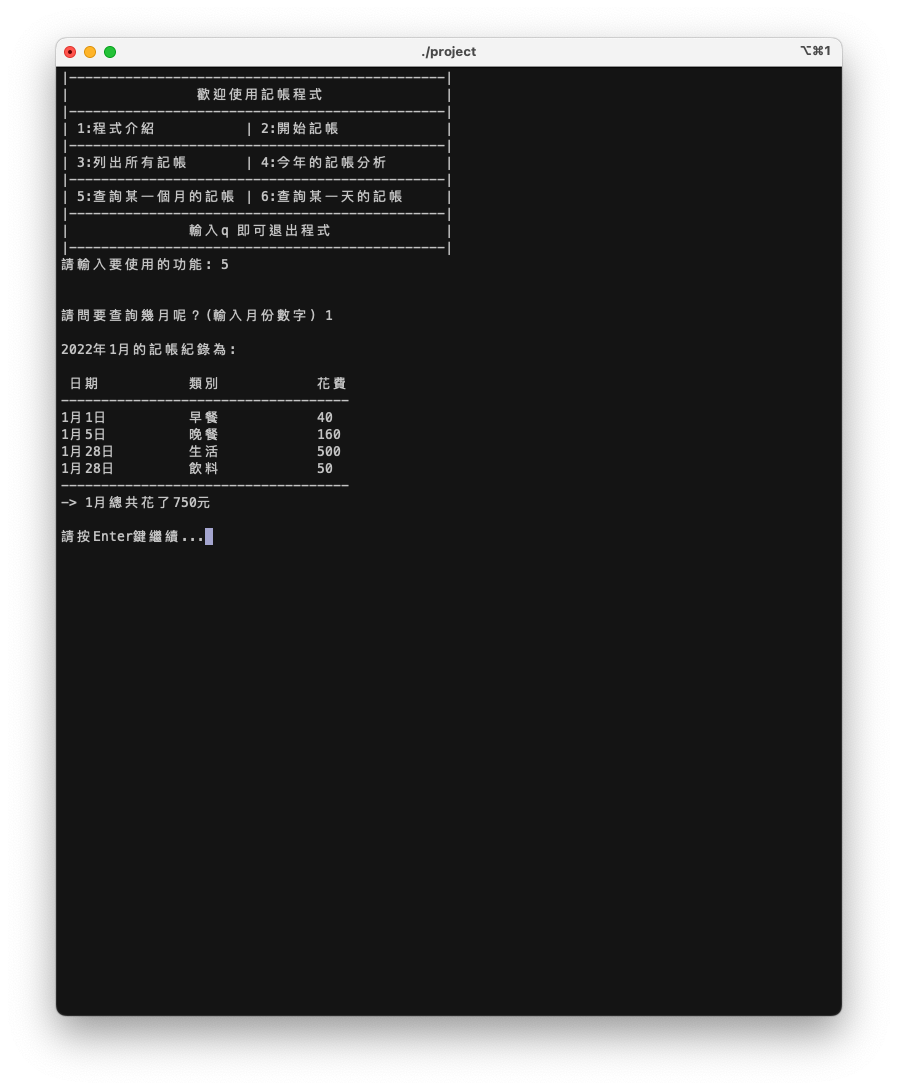 ./project
⌥⌘1
|-----------------------------------------------|
|                歡迎使用記帳程式               |
|-----------------------------------------------|
| 1:程式介紹           | 2:開始記帳             |
|-----------------------------------------------|
| 3:列出所有記帳       | 4:今年的記帳分析       |
|-----------------------------------------------|
| 5:查詢某一個月的記帳 | 6:查詢某一天的記帳     |
|-----------------------------------------------|
|               輸入q 即可退出程式              |
|-----------------------------------------------|
請輸入要使用的功能: 5
請問要查詢幾月呢?(輸入月份數字) 1
2022年1月的記帳紀錄為:
日期            類別            花費
------------------------------------
1月1日          早餐            40
1月5日          晚餐            160
1月28日         生活            500
1月28日         飲料            50
------------------------------------
-> 1月總共花了750元
請按Enter鍵繼續...